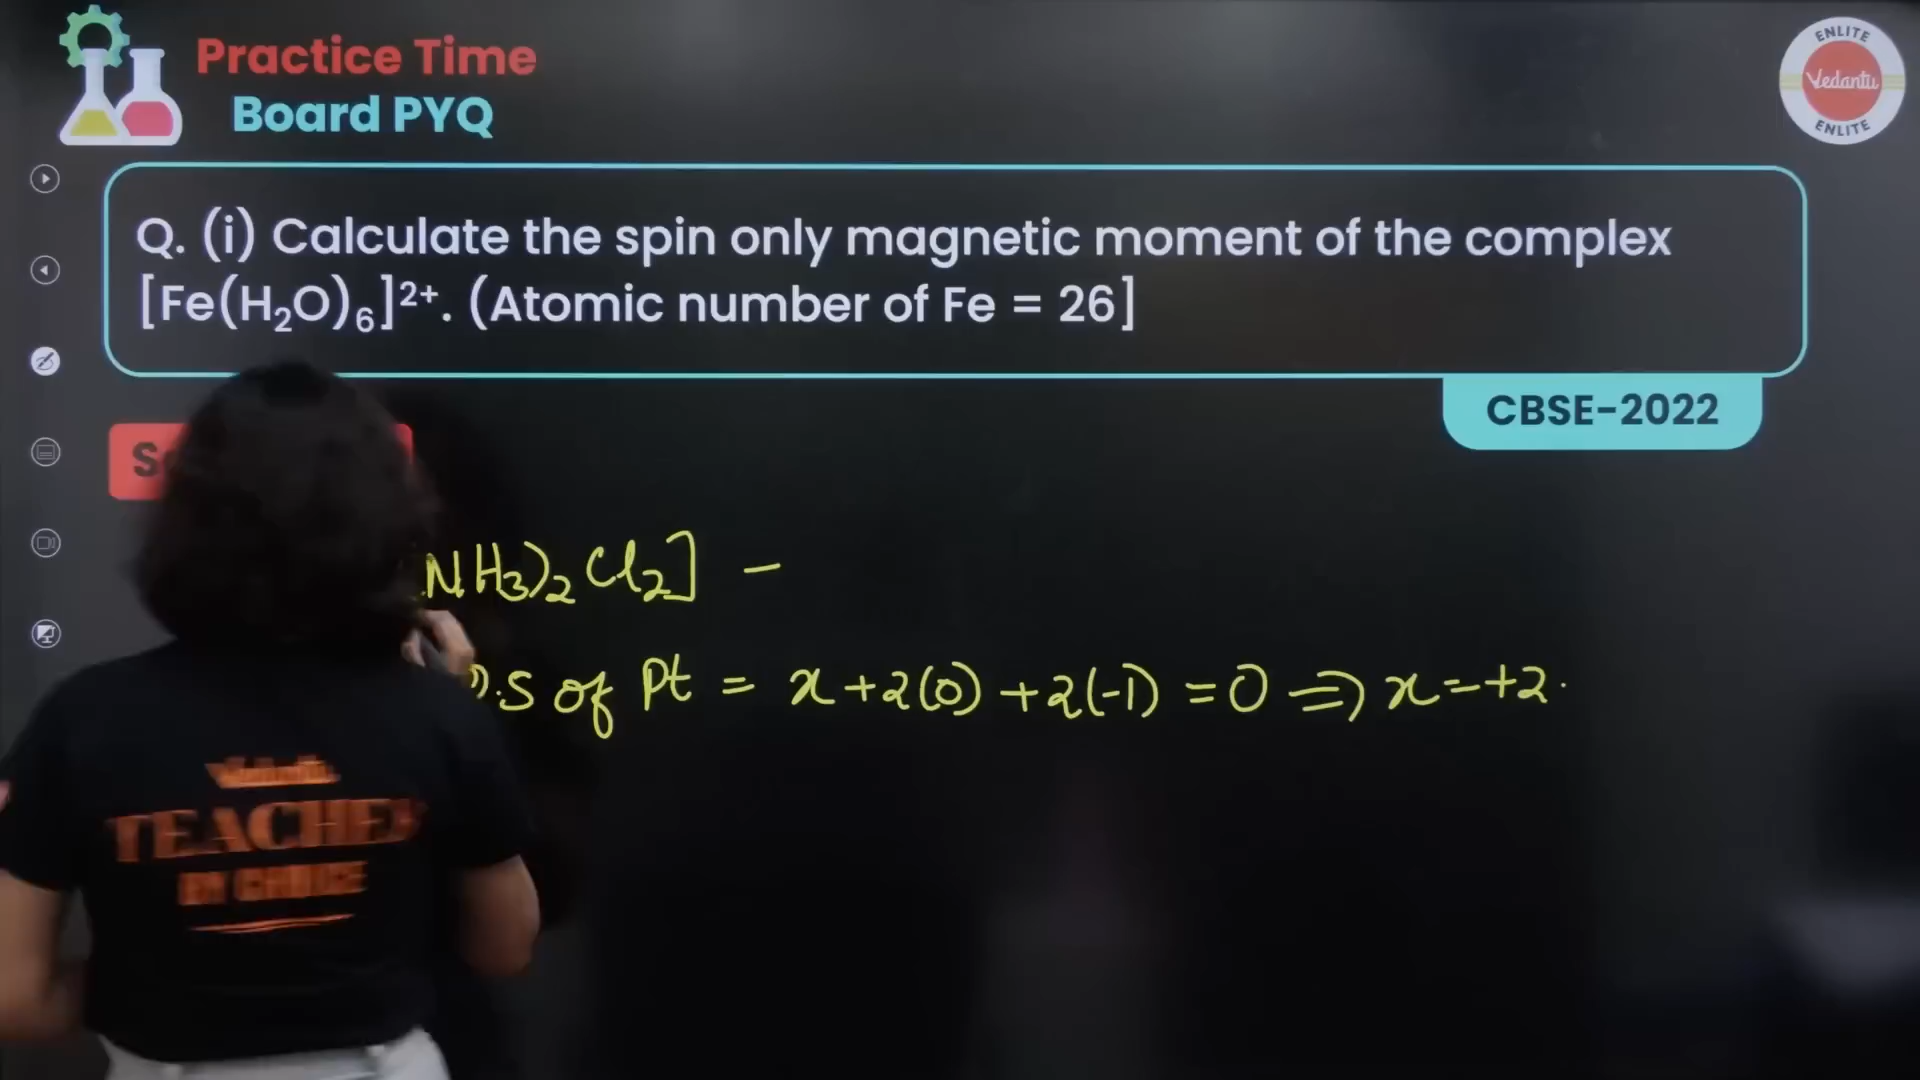 Practice Time
Board PYQ
ENLITE
Vedantu
ENLITE
Q. (i) Calculate the spin only magnetic moment of the complex
[Fe(H₂O)₆]²⁺. (Atomic number of Fe = 26]
CBSE-2022
NH₃)₂Cl₂] –
O.S of Pt = x+2(0)+2(-1) =0 ⇒ x=+2.
TEACHER
BY CHOICE